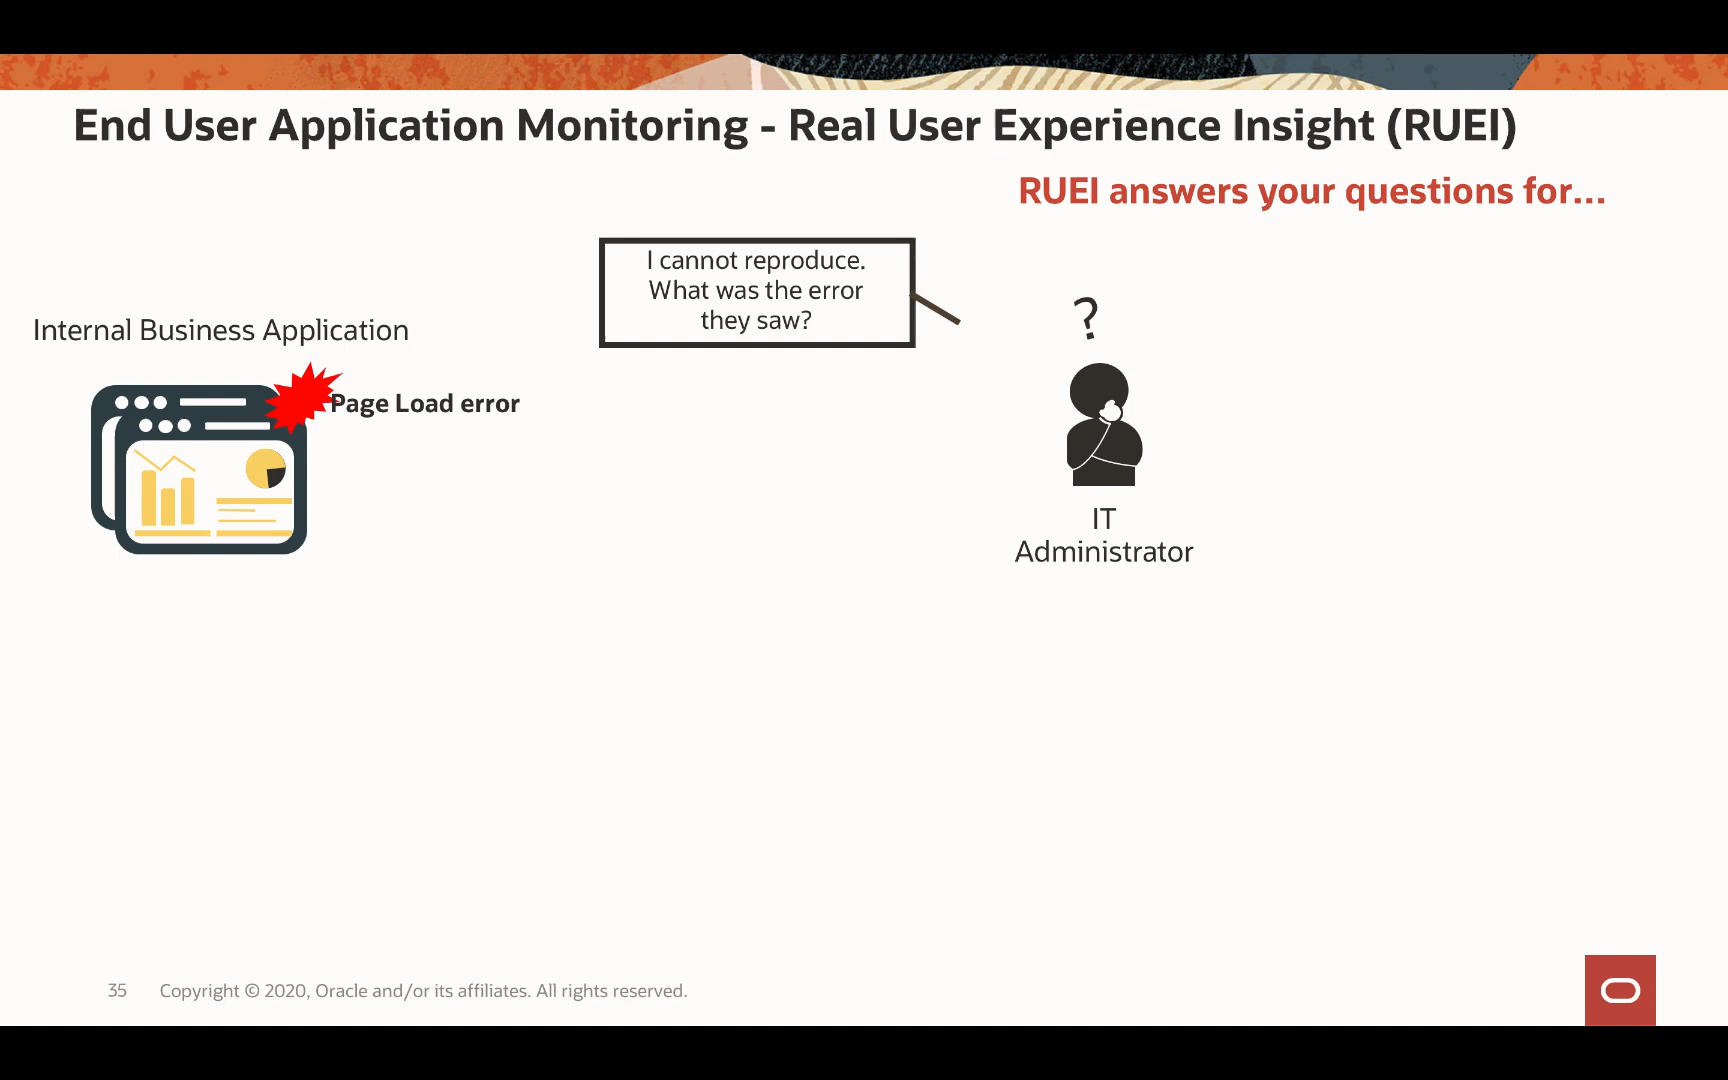 End User Application Monitoring - Real User Experience Insight (RUEI)
RUEI answers your questions for...
I cannot reproduce.
What was the error
they saw?
?
Internal Business Application
Page Load error
IT
Administrator
35 Copyright © 2020, Oracle and/or its affiliates. All rights reserved.